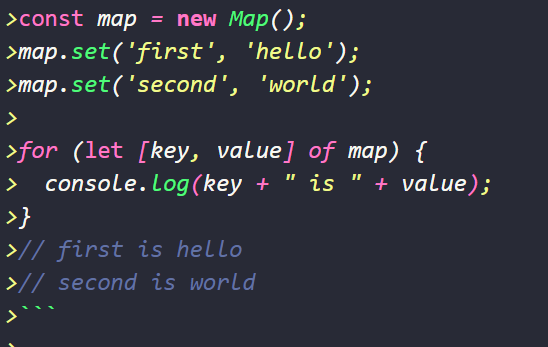 >const map = new Map();
>map.set('first', 'hello');
>map.set('second', 'world');
>
>for (let [key, value] of map) {
>  console.log(key + " is " + value);
>}
>// first is hello
>// second is world
>```
>